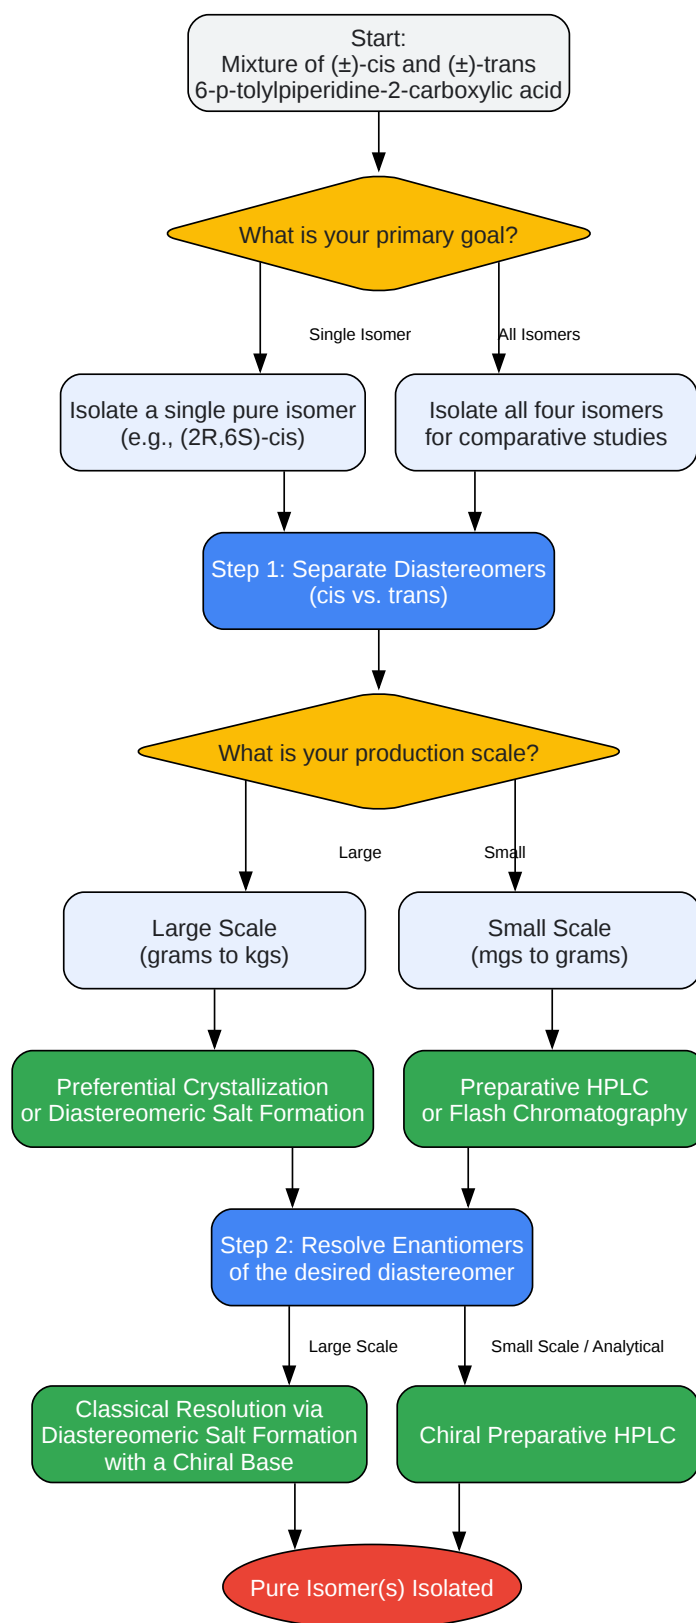 Start:
Mixture of (±)-cis and (±)-trans
6-p-tolylpiperidine-2-carboxylic acid
What is your primary goal?
Single Isomer
All Isomers
Isolate a single pure isomer
(e.g., (2R,6S)-cis)
Isolate all four isomers
for comparative studies
Step 1: Separate Diastereomers
(cis vs. trans)
What is your production scale?
Large
Small
Large Scale
(grams to kgs)
Small Scale
(mgs to grams)
Preferential Crystallization
or Diastereomeric Salt Formation
Preparative HPLC
or Flash Chromatography
Step 2: Resolve Enantiomers
of the desired diastereomer
Large Scale
Small Scale / Analytical
Classical Resolution via
Diastereomeric Salt Formation
with a Chiral Base
Chiral Preparative HPLC
Pure Isomer(s) Isolated